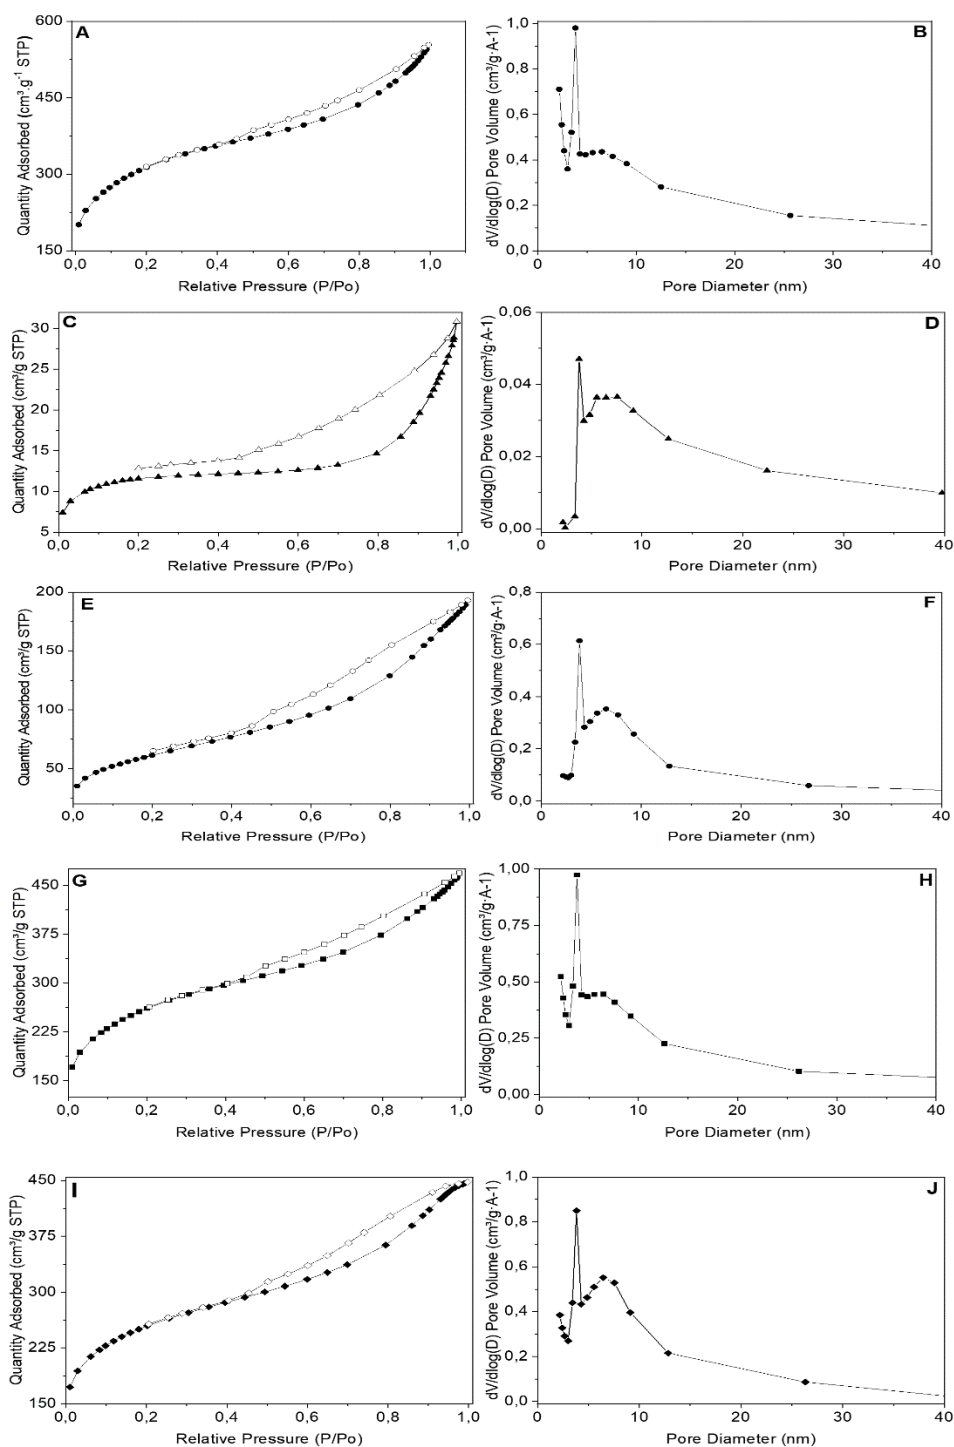 A
Quantity Adsorbed (cm³.g⁻¹ STP)
600
450
300
150
0,0 0,2 0,4 0,6 0,8 1,0
Relative Pressure (P/Po)
B
dV/dlog(D) Pore Volume (cm³/g·A-1)
1,0
0,8
0,6
0,4
0,2
0,0
0 10 20 30 40
Pore Diameter (nm)
C
Quantity Adsorbed (cm³/g STP)
30
25
20
15
10
5
0,0 0,2 0,4 0,6 0,8 1,0
Relative Pressure (P/Po)
D
dV/dlog(D) Pore Volume (cm³/g·A-1)
0,06
0,04
0,02
0,00
0 10 20 30 40
Pore Diameter (nm)
E
Quantity Adsorbed (cm³/g STP)
200
150
100
50
0,0 0,2 0,4 0,6 0,8 1,0
Relative Pressure (P/Po)
F
dV/dlog(D) Pore Volume (cm³/g·A-1)
0,8
0,6
0,4
0,2
0,0
0 10 20 30 40
Pore Diameter (nm)
G
Quantity Adsorbed (cm³/g STP)
450
375
300
225
150
0,0 0,2 0,4 0,6 0,8 1,0
Relative Pressure (P/Po)
H
dV/dlog(D) Pore Volume (cm³/g·A-1)
1,00
0,75
0,50
0,25
0,00
0 10 20 30 40
Pore Diameter (nm)
I
Quantity Adsorbed (cm³/g STP)
450
375
300
225
150
0,0 0,2 0,4 0,6 0,8 1,0
Relative Pressure (P/Po)
J
dV/dlog(D) Pore Volume (cm³/g·A-1)
1,0
0,8
0,6
0,4
0,2
0,0
0 10 20 30 40
Pore Diameter (nm)